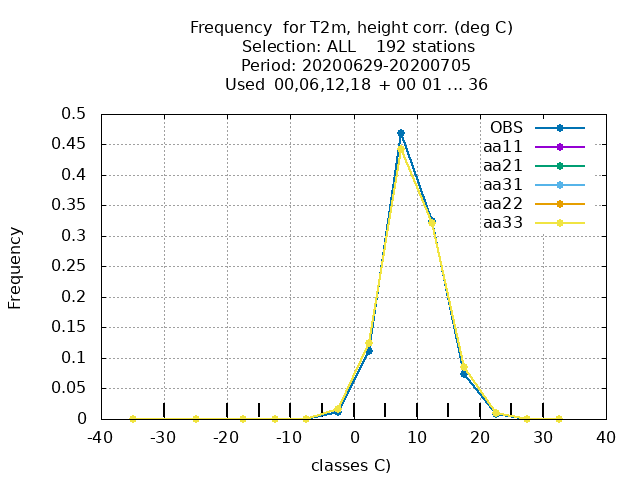 Frequency  for T2m, height corr. (deg C)
Selection: ALL    192 stations
Period: 20200629-20200705
Used  00,06,12,18  + 00 01 ... 36
0.5
0.45
0.4
0.35
0.3
0.25
0.2
0.15
0.1
0.05
0
Frequency
OBS
aa11
aa21
aa31
aa22
aa33
-40 -30 -20 -10 0 10 20 30 40
classes C)